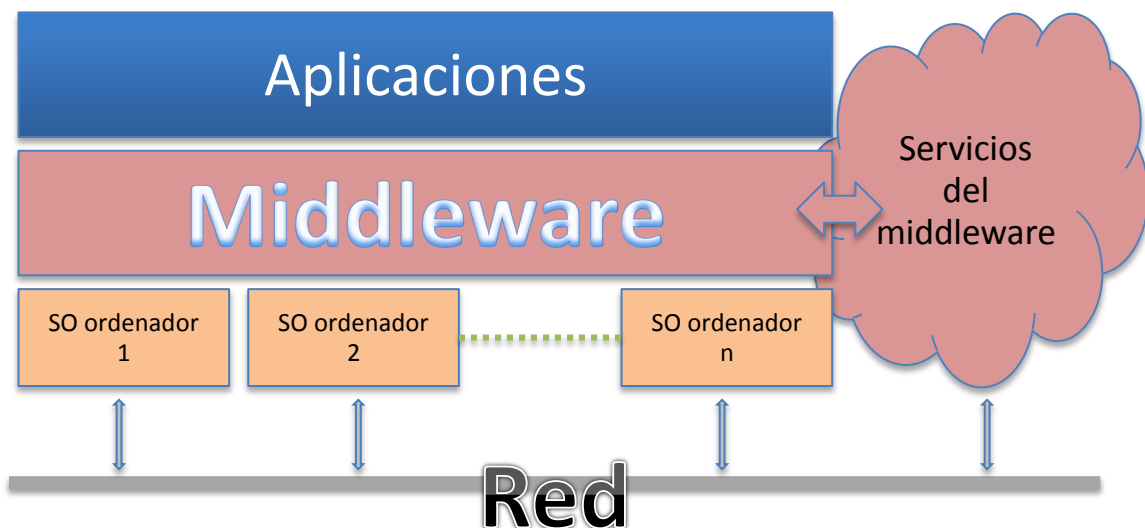 Aplicaciones
Middleware
Servicios
del
middleware
SO ordenador
1
SO ordenador
2
SO ordenador
n
Red